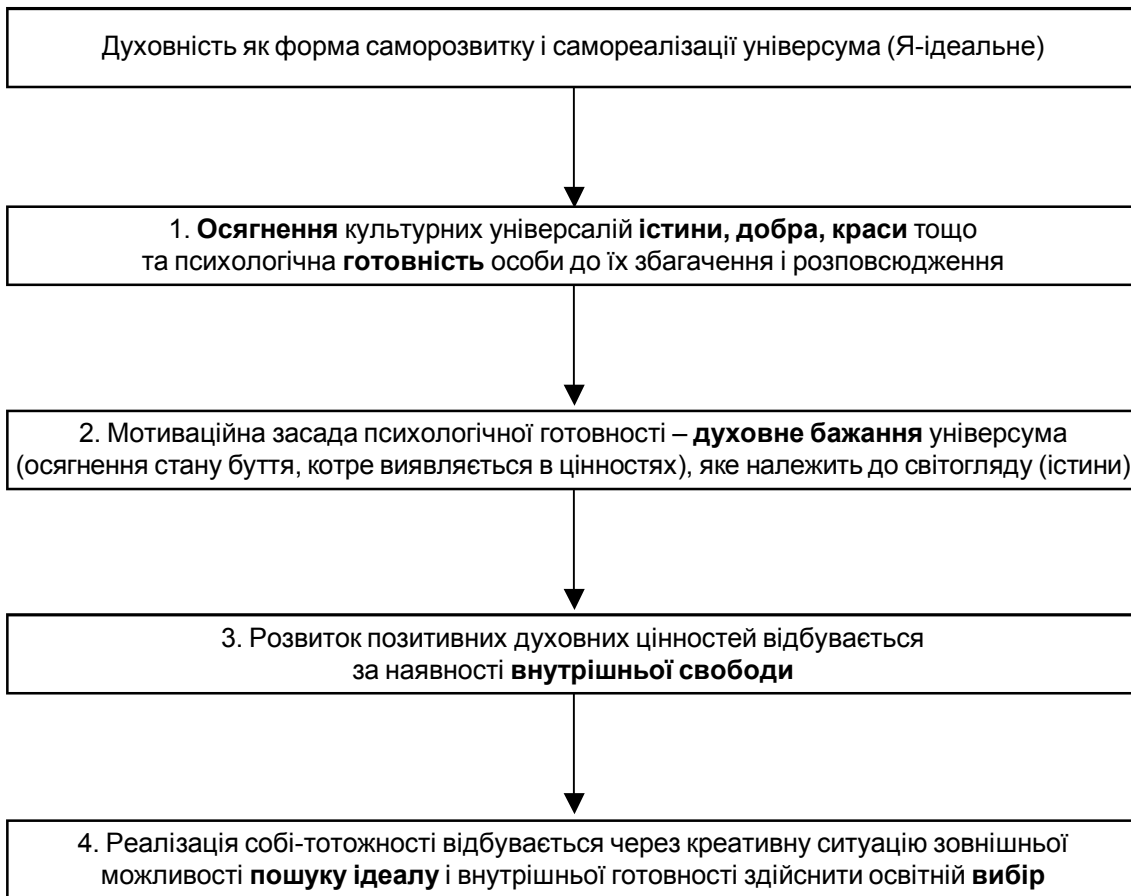 Духовність як форма саморозвитку і самореалізації універсума (Я-ідеальне)
1. Осягнення культурних універсалій істини, добра, краси тощо
та психологічна готовність особи до їх збагачення і розповсюдження
2. Мотиваційна засада психологічної готовності – духовне бажання універсума
(осягнення стану буття, котре виявляється в цінностях), яке належить до світогляду (істини)
3. Розвиток позитивних духовних цінностей відбувається
за наявності внутрішньої свободи
4. Реалізація собі-тотожності відбувається через креативну ситуацію зовнішньої
можливості пошуку ідеалу і внутрішньої готовності здійснити освітній вибір